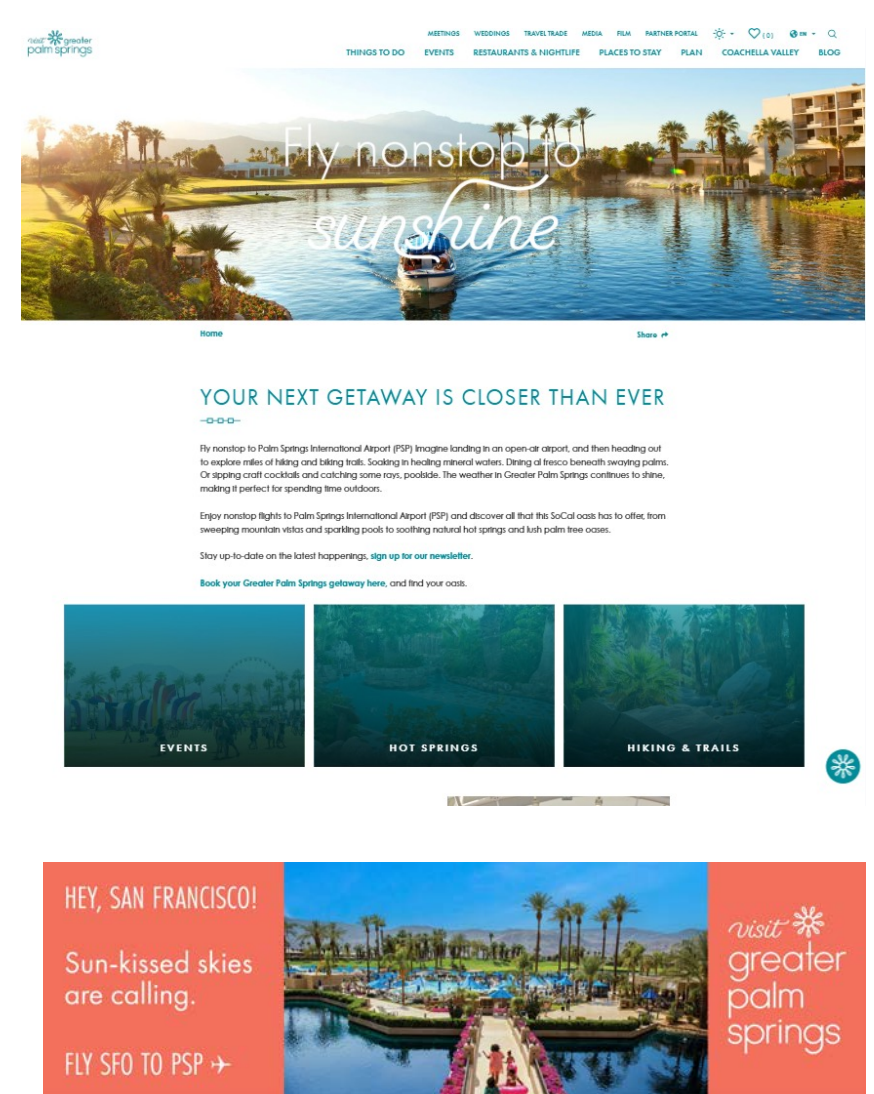 visit greater
palm springs
MEETINGS WEDDINGS TRAVEL TRADE MEDIA FILM PARTNER PORTAL (0) EN
THINGS TO DO EVENTS RESTAURANTS & NIGHTLIFE PLACES TO STAY PLAN COACHELLA VALLEY BLOG
Fly nonstop to
sunshine
Home
Share
YOUR NEXT GETAWAY IS CLOSER THAN EVER
Fly nonstop to Palm Springs International Airport (PSP) Imagine landing in an open-air airport, and then heading out
to explore miles of hiking and biking trails. Soaking in healing mineral waters. Dining al fresco beneath swaying palms.
Or sipping craft cocktails and catching some rays, poolside. The weather in Greater Palm Springs continues to shine,
making it perfect for spending time outdoors.
Enjoy nonstop flights to Palm Springs International Airport (PSP) and discover all that this SoCal oasis has to offer, from
sweeping mountain vistas and sparkling pools to soothing natural hot springs and lush palm tree oases.
Stay up-to-date on the latest happenings, sign up for our newsletter.
Book your Greater Palm Springs getaway here, and find your oasis.
EVENTS
HOT SPRINGS
HIKING & TRAILS
HEY, SAN FRANCISCO!
Sun-kissed skies
are calling.
FLY SFO TO PSP
visit
greater
palm
springs